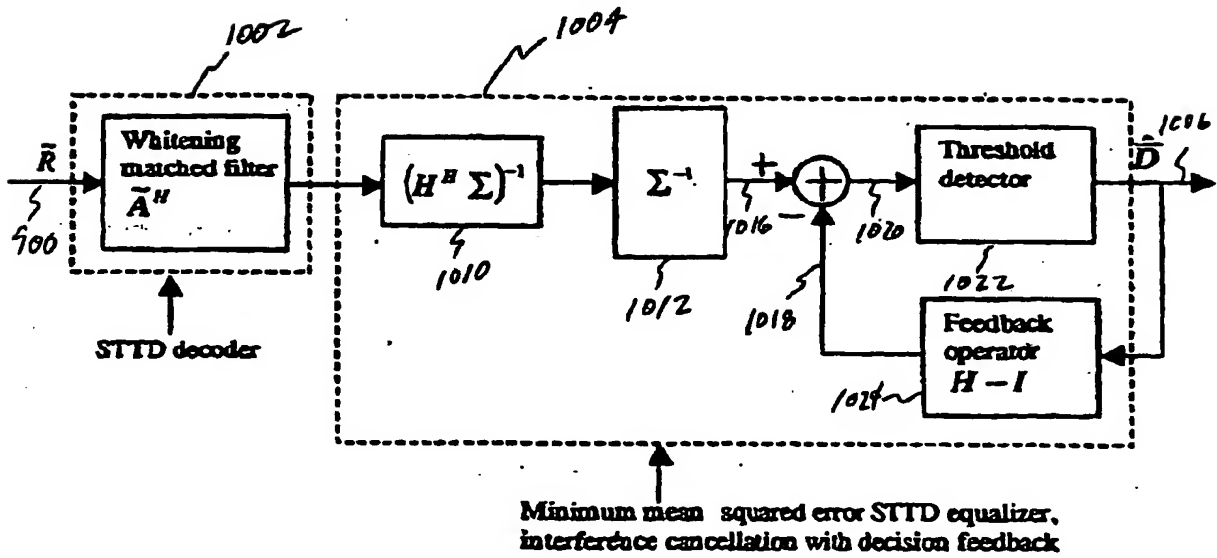 1002
1004
Whitening
matched filter
Ã^H
R̃
900
(H^H Σ)^-1
1010
Σ^-1
1012
1016
+
+
−
1018
1020
Threshold
detector
1022
D̂
1006
Feedback
operator
H − I
1024
STTD decoder
Minimum mean squared error STTD equalizer,
interference cancellation with decision feedback